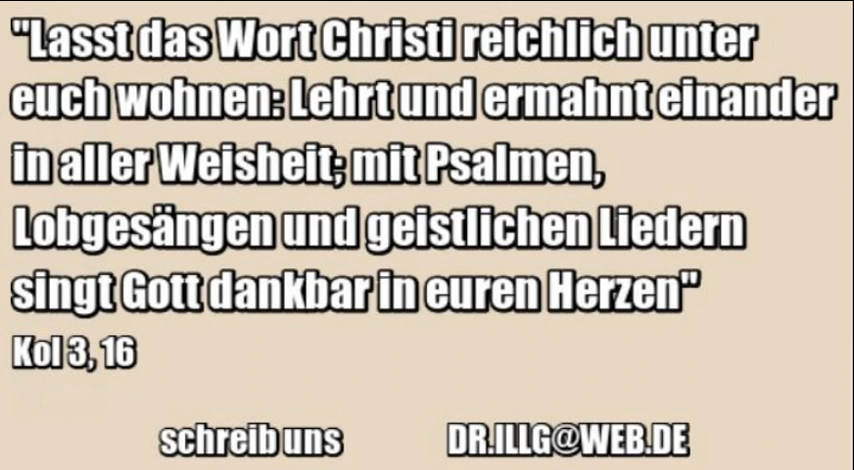 "Lasst das Wort Christi reichlich unter
euch wohnen: Lehrt und ermahnt einander
in aller Weisheit; mit Psalmen,
Lobgesängen und geistlichen Liedern
singt Gott dankbar in euren Herzen"
Kol 3, 16
schreib uns DR.ILLG@WEB.DE